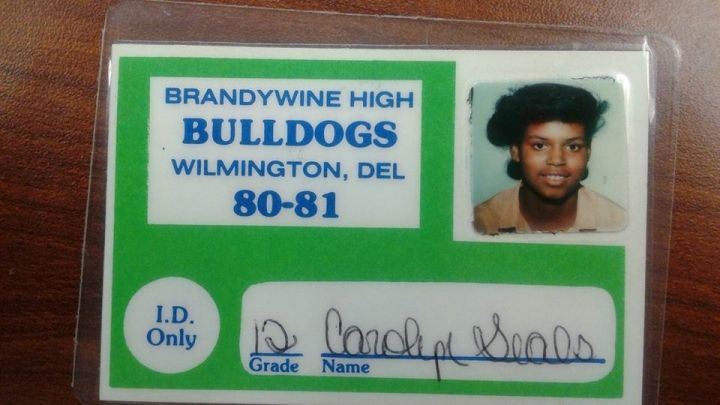 BRANDYWINE HIGH
BULLDOGS
WILMINGTON, DEL
80-81
I.D.
Only
12 Carolyn Seals
Grade Name